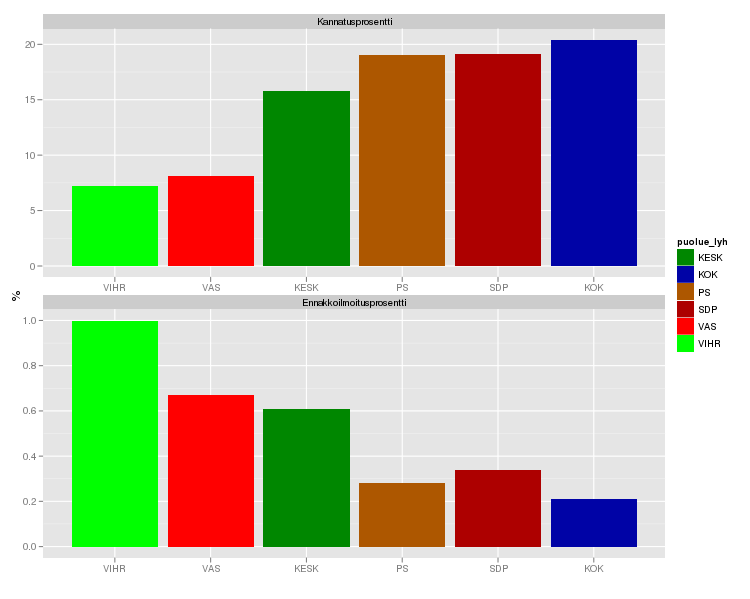 Kannatusprosentti
20
15
10
5
0
VIHR VAS KESK PS SDP KOK
%
Ennakkoilmoitusprosentti
1.0
0.8
0.6
0.4
0.2
0.0
VIHR VAS KESK PS SDP KOK
puolue_lyh
KESK
KOK
PS
SDP
VAS
VIHR